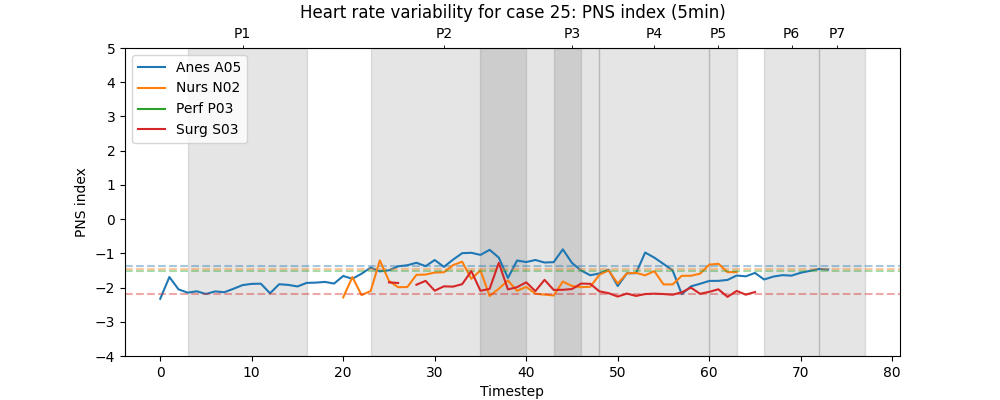 Heart rate variability for case 25: PNS index (5min)
P1 P2 P3 P4 P5 P6 P7
5
4
3
2
1
0
−1
−2
−3
−4
PNS index
Anes A05
Nurs N02
Perf P03
Surg S03
0 10 20 30 40 50 60 70 80
Timestep